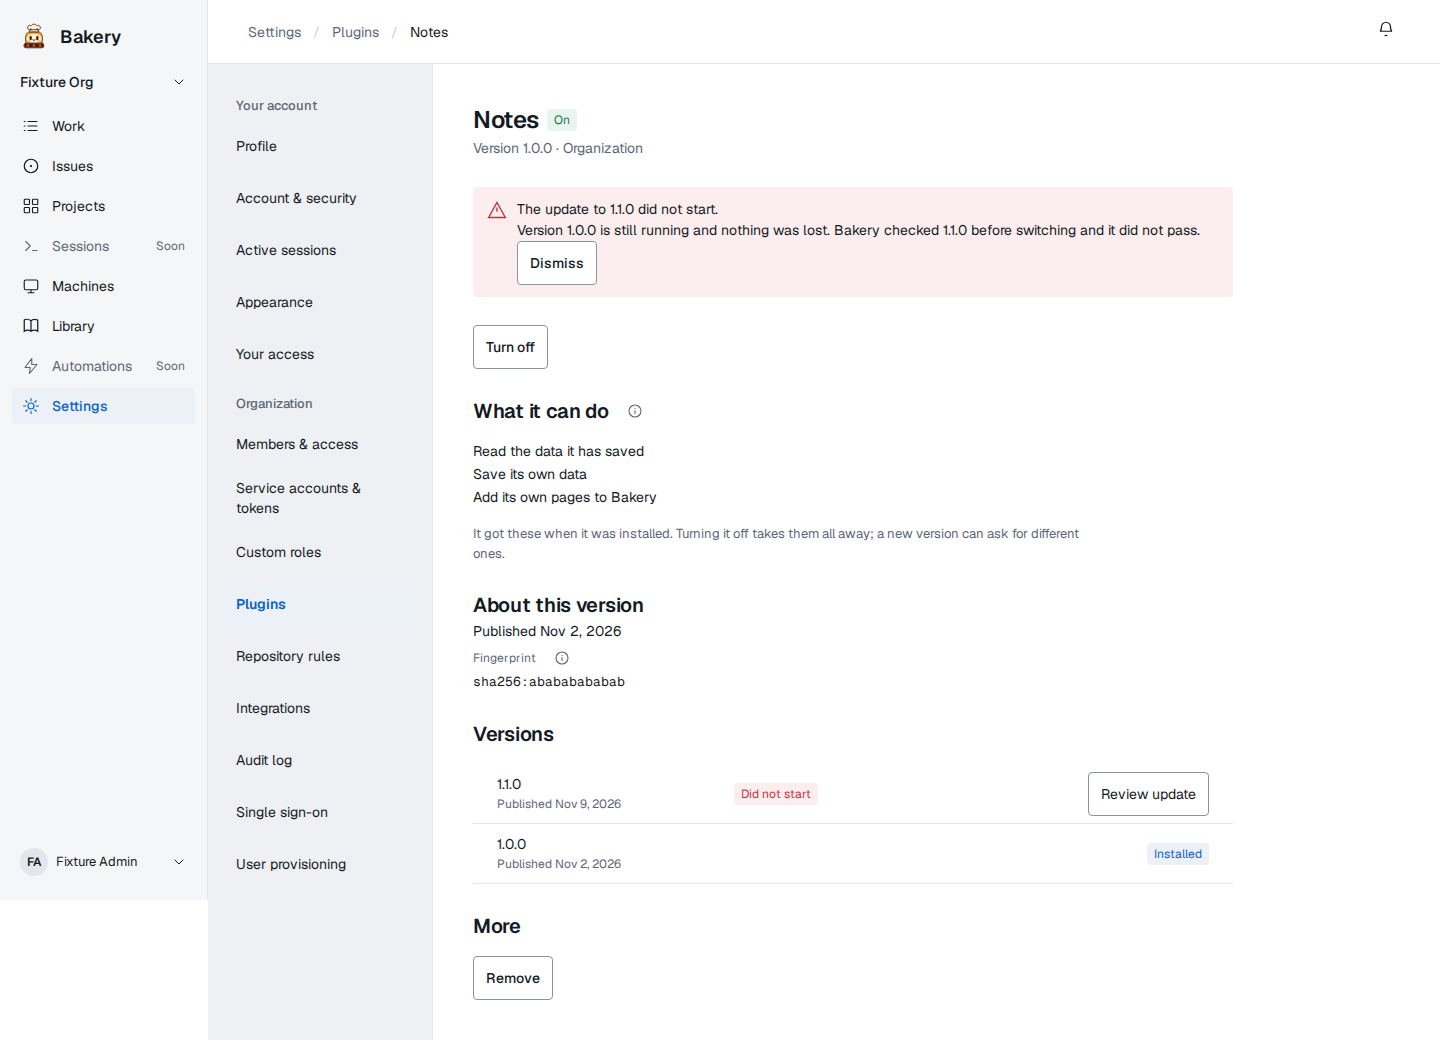 Bakery
Fixture Org
Work
Issues
Projects
Sessions Soon
Machines
Library
Automations Soon
Settings
FA Fixture Admin
Settings / Plugins / Notes
Your account
Profile
Account & security
Active sessions
Appearance
Your access
Organization
Members & access
Service accounts &
tokens
Custom roles
Plugins
Repository rules
Integrations
Audit log
Single sign-on
User provisioning
Notes On
Version 1.0.0 · Organization
The update to 1.1.0 did not start.
Version 1.0.0 is still running and nothing was lost. Bakery checked 1.1.0 before switching and it did not pass.
Dismiss
Turn off
What it can do
Read the data it has saved
Save its own data
Add its own pages to Bakery
It got these when it was installed. Turning it off takes them all away; a new version can ask for different
ones.
About this version
Published Nov 2, 2026
Fingerprint
sha256:abababababab
Versions
1.1.0
Published Nov 9, 2026
Did not start
Review update
1.0.0
Published Nov 2, 2026
Installed
More
Remove